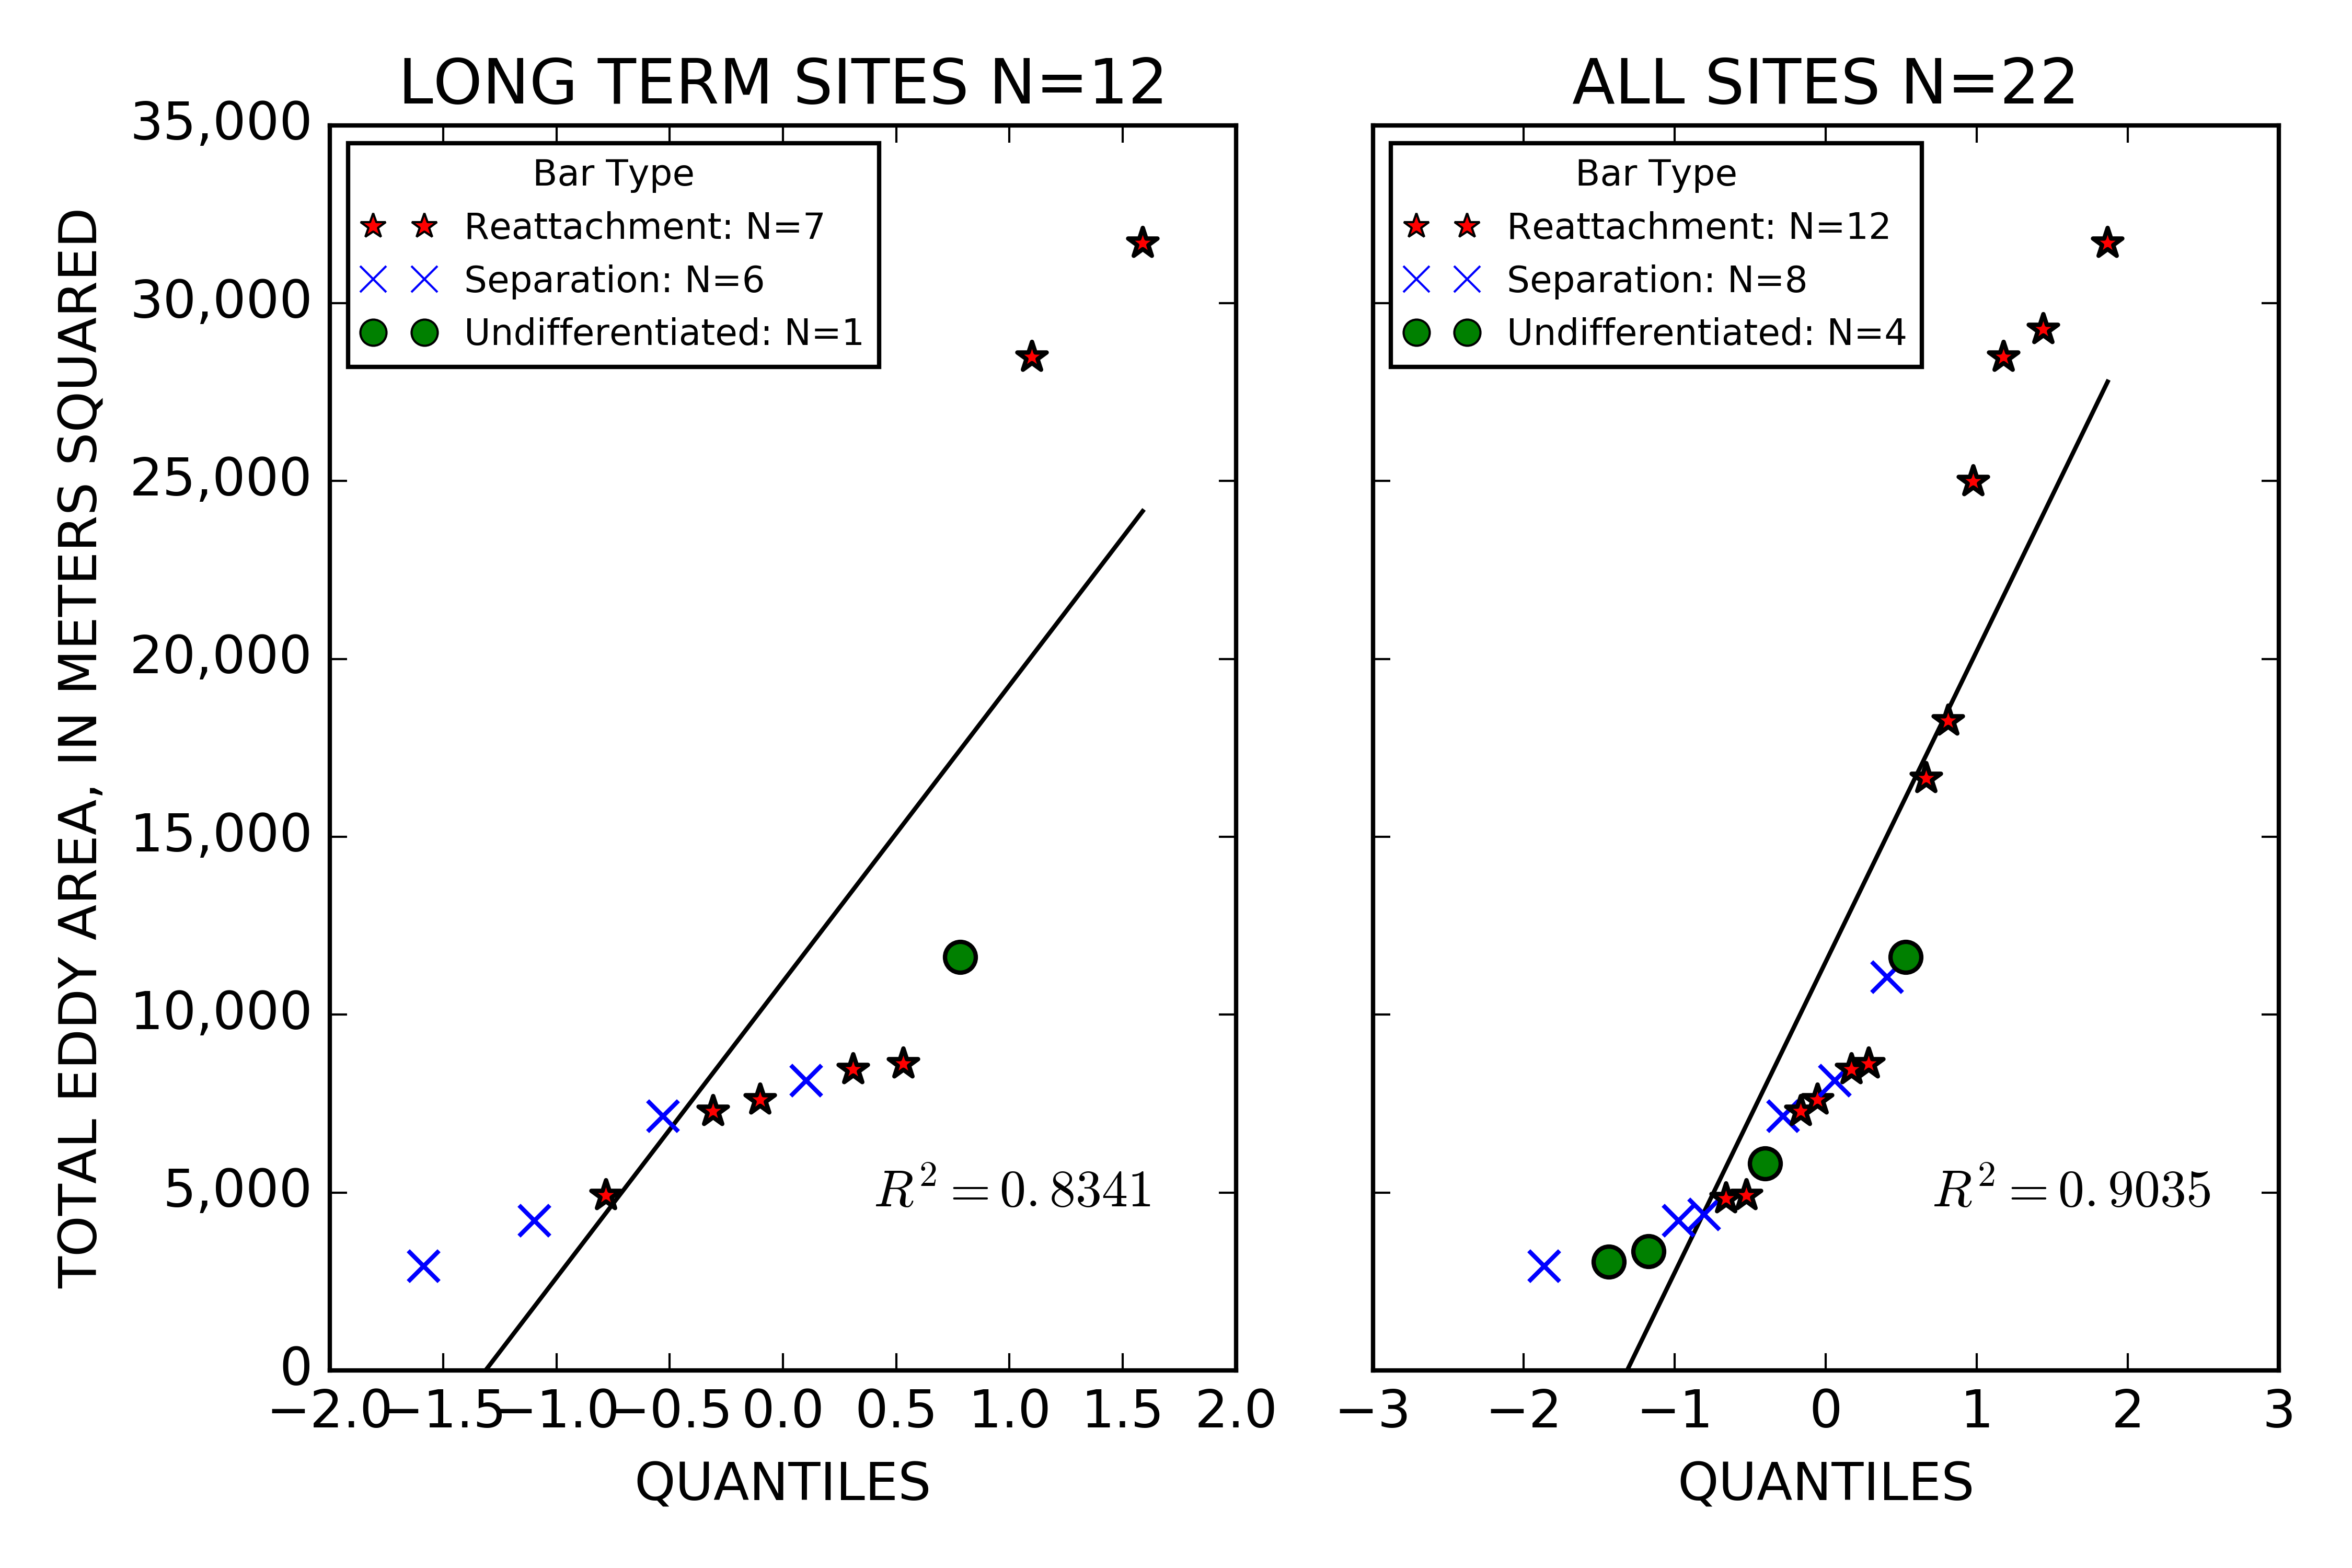 LONG TERM SITES N=12
ALL SITES N=22
TOTAL EDDY AREA, IN METERS SQUARED
35,000
30,000
25,000
20,000
15,000
10,000
5,000
0
Bar Type
Reattachment: N=7
Separation: N=6
Undifferentiated: N=1
R² = 0.8341
−2.0 −1.5 −1.0 −0.5 0.0 0.5 1.0 1.5 2.0
QUANTILES
Bar Type
Reattachment: N=12
Separation: N=8
Undifferentiated: N=4
R² = 0.9035
−3 −2 −1 0 1 2 3
QUANTILES